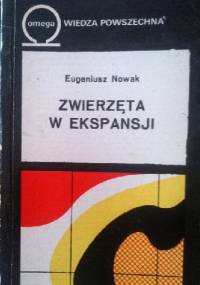 omega
WIEDZA POWSZECHNA
Eugeniusz Nowak
ZWIERZĘTA
W EKSPANSJI